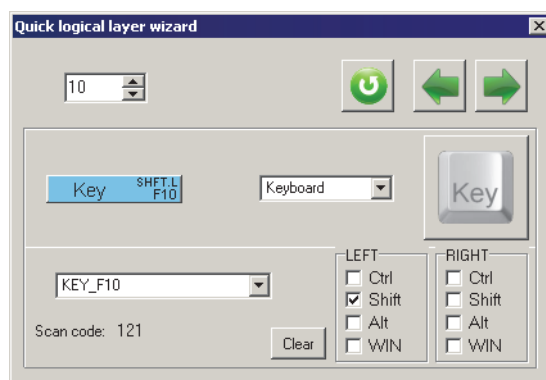 Quick logical layer wizard
10
Key SHFT.L
F10
Keyboard
Key
KEY_F10
Scan code: 121
Clear
LEFT
Ctrl
Shift
Alt
WIN
RIGHT
Ctrl
Shift
Alt
WIN